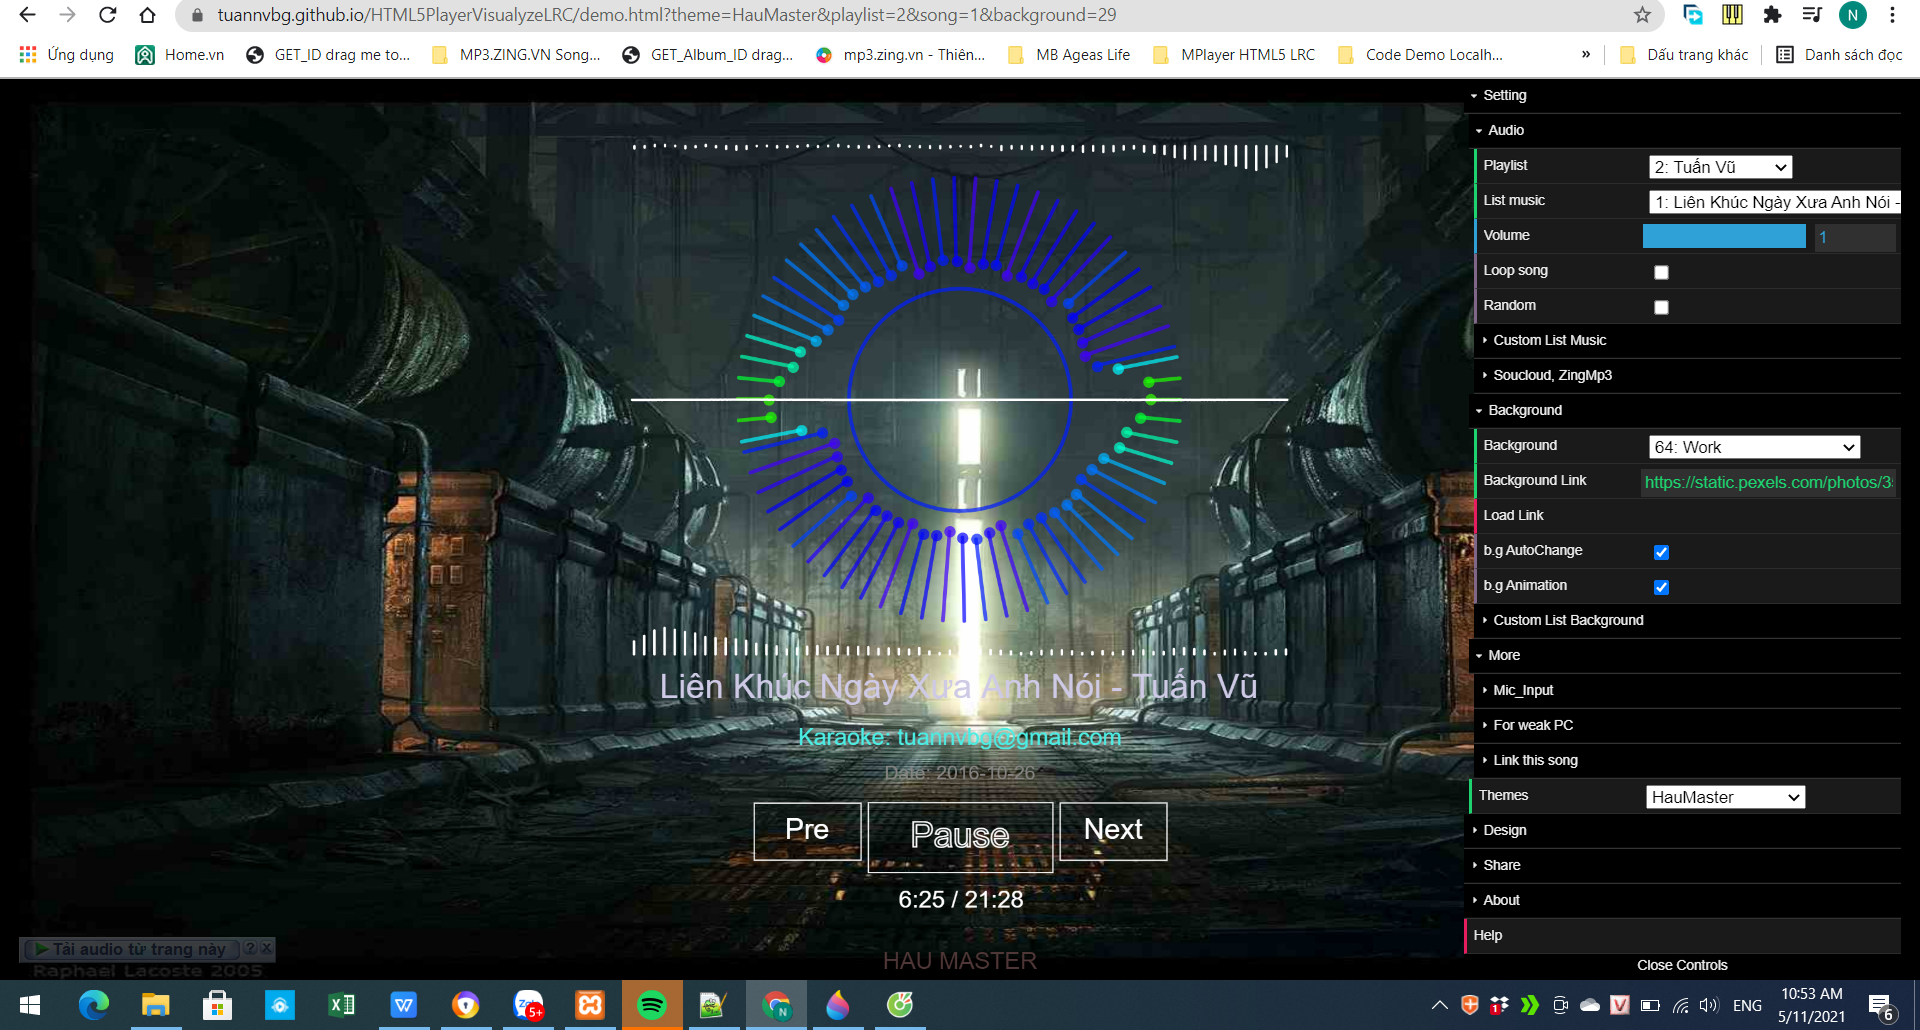 tuannvbg.github.io/HTML5PlayerVisualyzeLRC/demo.html?theme=HauMaster&playlist=2&song=1&background=29
N
Ứng dụng
Home.vn
GET_ID drag me to...
MP3.ZING.VN Song...
GET_Album_ID drag...
mp3.zing.vn - Thiên...
MB Ageas Life
MPlayer HTML5 LRC
Code Demo Localh...
»
Dấu trang khác
Danh sách đọc
Setting
Audio
Playlist 2: Tuấn Vũ
List music 1: Liên Khúc Ngày Xưa Anh Nói -
Volume 1
Loop song
Random
Custom List Music
Soucloud, ZingMp3
Background
Background 64: Work
Background Link https://static.pexels.com/photos/3
Load Link
b.g AutoChange
b.g Animation
Custom List Background
More
Mic_Input
For weak PC
Link this song
Themes HauMaster
Design
Share
About
Help
Close Controls
Liên Khúc Ngày Xưa Anh Nói - Tuấn Vũ
Karaoke: tuannvbg@gmail.com
Date: 2016-10-26
Pre Pause Next
6:25 / 21:28
HAU MASTER
Tải audio từ trang này ? X
Raphael Lacoste 2005
Zalo 5+
N
1
V
ENG
10:53 AM
5/11/2021
6